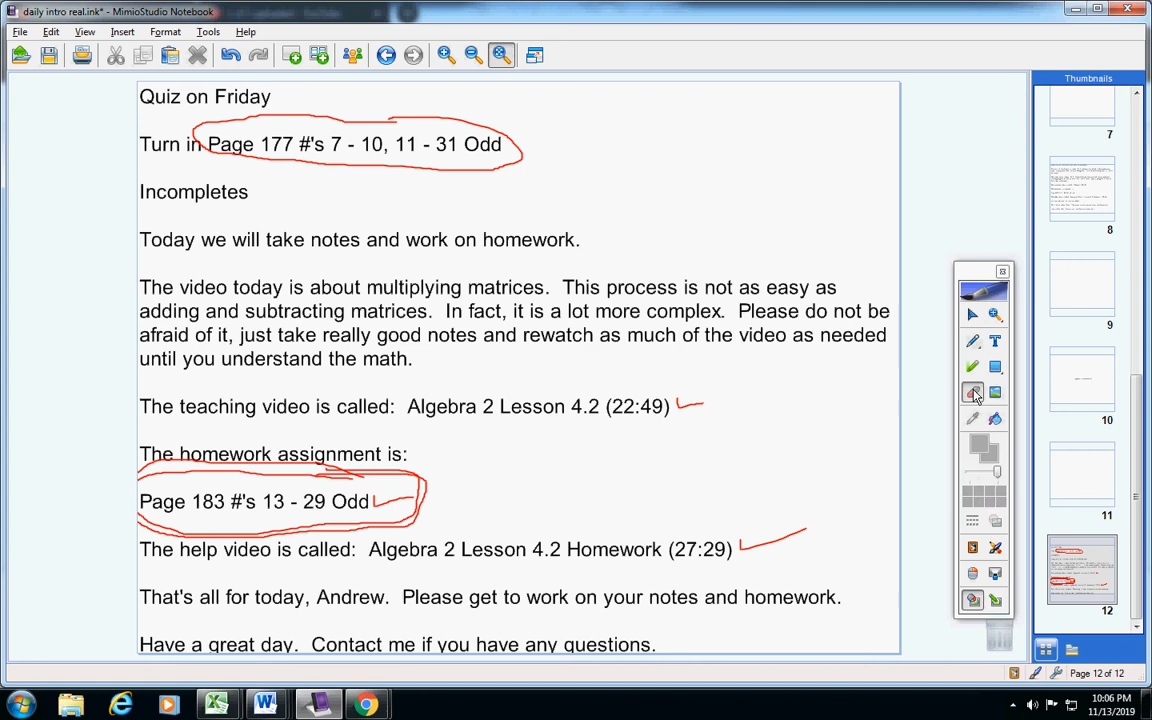 daily intro real.ink* - MimioStudio Notebook
File Edit View Insert Format Tools Help
Thumbnails
Quiz on Friday
Turn in Page 177 #'s 7 - 10, 11 - 31 Odd
Incompletes
Today we will take notes and work on homework.
The video today is about multiplying matrices.  This process is not as easy as
adding and subtracting matrices.  In fact, it is a lot more complex.  Please do not be
afraid of it, just take really good notes and rewatch as much of the video as needed
until you understand the math.
The teaching video is called:  Algebra 2 Lesson 4.2 (22:49)
The homework assignment is:
Page 183 #'s 13 - 29 Odd
The help video is called:  Algebra 2 Lesson 4.2 Homework (27:29)
That's all for today, Andrew.  Please get to work on your notes and homework.
Have a great day.  Contact me if you have any questions.
7
8
9
10
11
12
Page 12 of 12
10:06 PM
11/13/2019